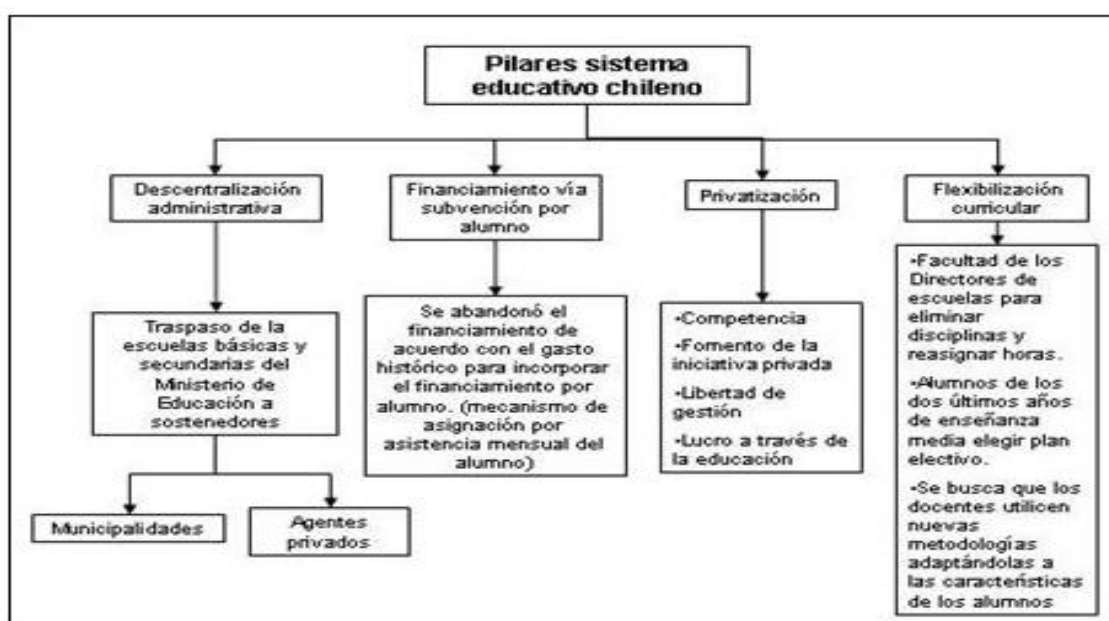 Pilares sistema
educativo chileno
Descentralización
administrativa
Financiamiento vía
subvención por
alumno
Privatización
Flexibilización
curricular
Traspaso de la
escuelas básicas y
secundarias del
Ministerio de
Educación a
sostenedores
Se abandonó el
financiamiento de
acuerdo con el gasto
histórico para incorporar
el financiamiento por
alumno. (mecanismo de
asignación por
asistencia mensual del
alumno)
•Competencia
•Fomento de la
iniciativa privada
•Libertad de
gestión
•Lucro a través de
la educación
•Facultad de los
Directores de
escuelas para
eliminar
disciplinas y
reasignar horas.
•Alumnos de los
dos últimos años
de enseñanza
media elegir plan
electivo.
•Se busca que los
docentes utilicen
nuevas
metodologías
adaptándolas a
las características
de los alumnos
Municipalidades
Agentes
privados